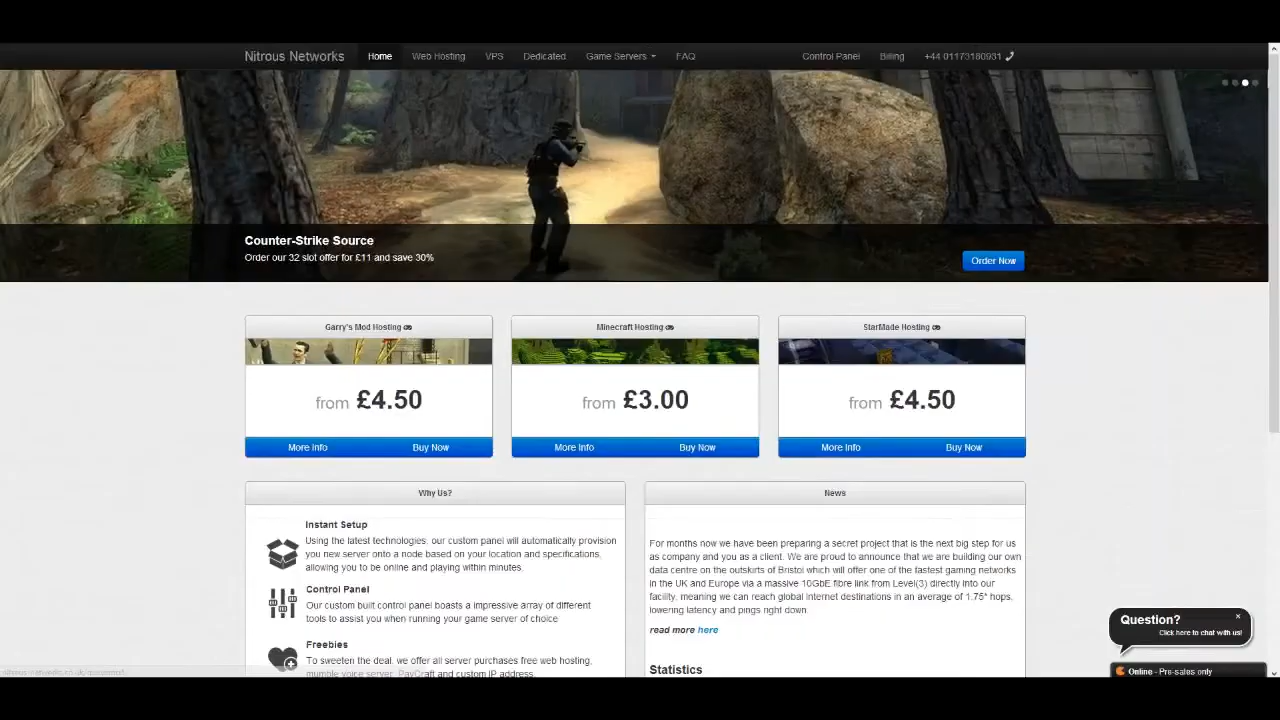 Nitrous Networks
Home
Web Hosting
VPS
Dedicated
Game Servers
FAQ
Control Panel
Billing
+44 01173180931
Counter-Strike Source
Order our 32 slot offer for £11 and save 30%
Order Now
Garry's Mod Hosting
from £4.50
More Info
Buy Now
Minecraft Hosting
from £3.00
More Info
Buy Now
StarMade Hosting
from £4.50
More Info
Buy Now
Why Us?
Instant Setup
Using the latest technologies, our custom panel will automatically provision
you new server onto a node based on your location and specifications,
allowing you to be online and playing within minutes.
Control Panel
Our custom built control panel boasts a impressive array of different
tools to assist you when running your game server of choice.
Freebies
To sweeten the deal, we offer all server purchases free web hosting,
mumble voice server, PayCraft and custom IP address.
News
For months now we have been preparing a secret project that is the next big step for us
as company and you as a client. We are proud to announce that we are building our own
data centre on the outskirts of Bristol which will offer one of the fastest gaming networks
in the UK and Europe via a massive 10GbE fibre link from Level(3) directly into our
facility, meaning we can reach global Internet destinations in an average of 1.75* hops,
lowering latency and pings right down.
read more here
Statistics
Question?
Click here to chat with us!
Online - Pre-sales only